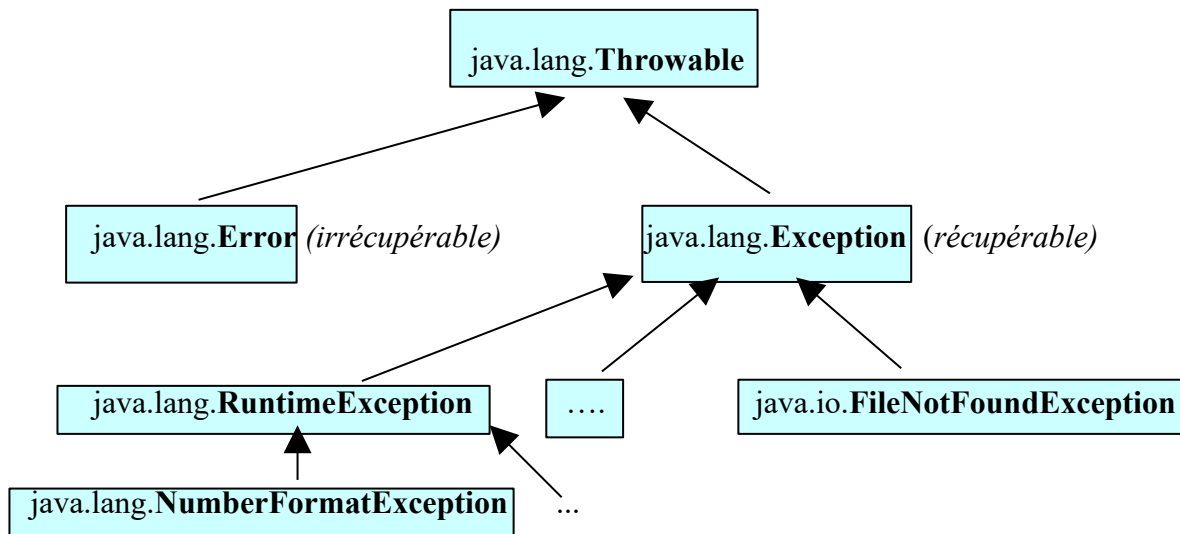 java.lang.Throwable
java.lang.Error (irrécupérable)
java.lang.Exception (récupérable)
java.lang.RuntimeException
….
java.io.FileNotFoundException
java.lang.NumberFormatException
...